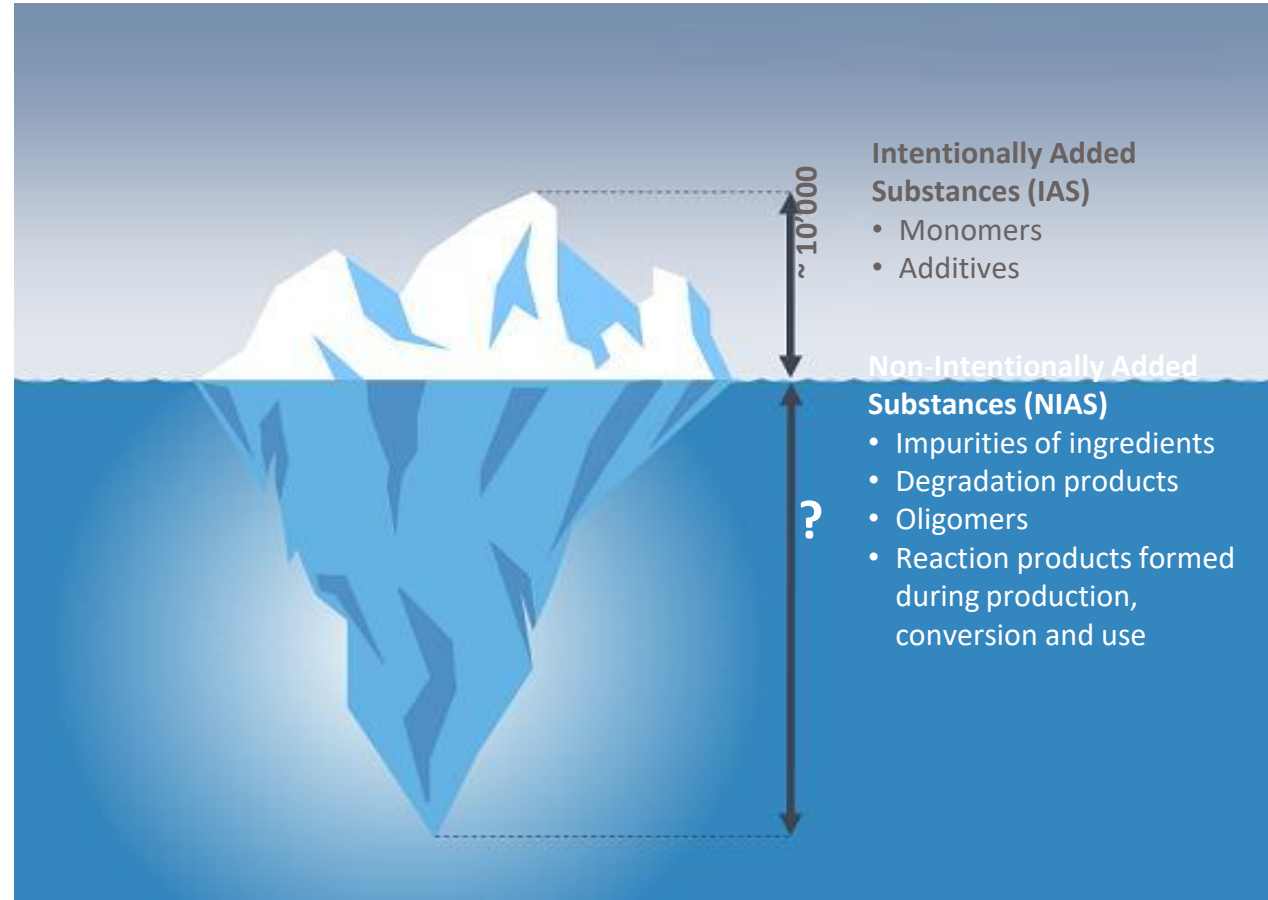 ~ 10’000
Intentionally Added
Substances (IAS)
• Monomers
• Additives
Non-Intentionally Added
Substances (NIAS)
• Impurities of ingredients
• Degradation products
• Oligomers
• Reaction products formed
during production,
conversion and use
?